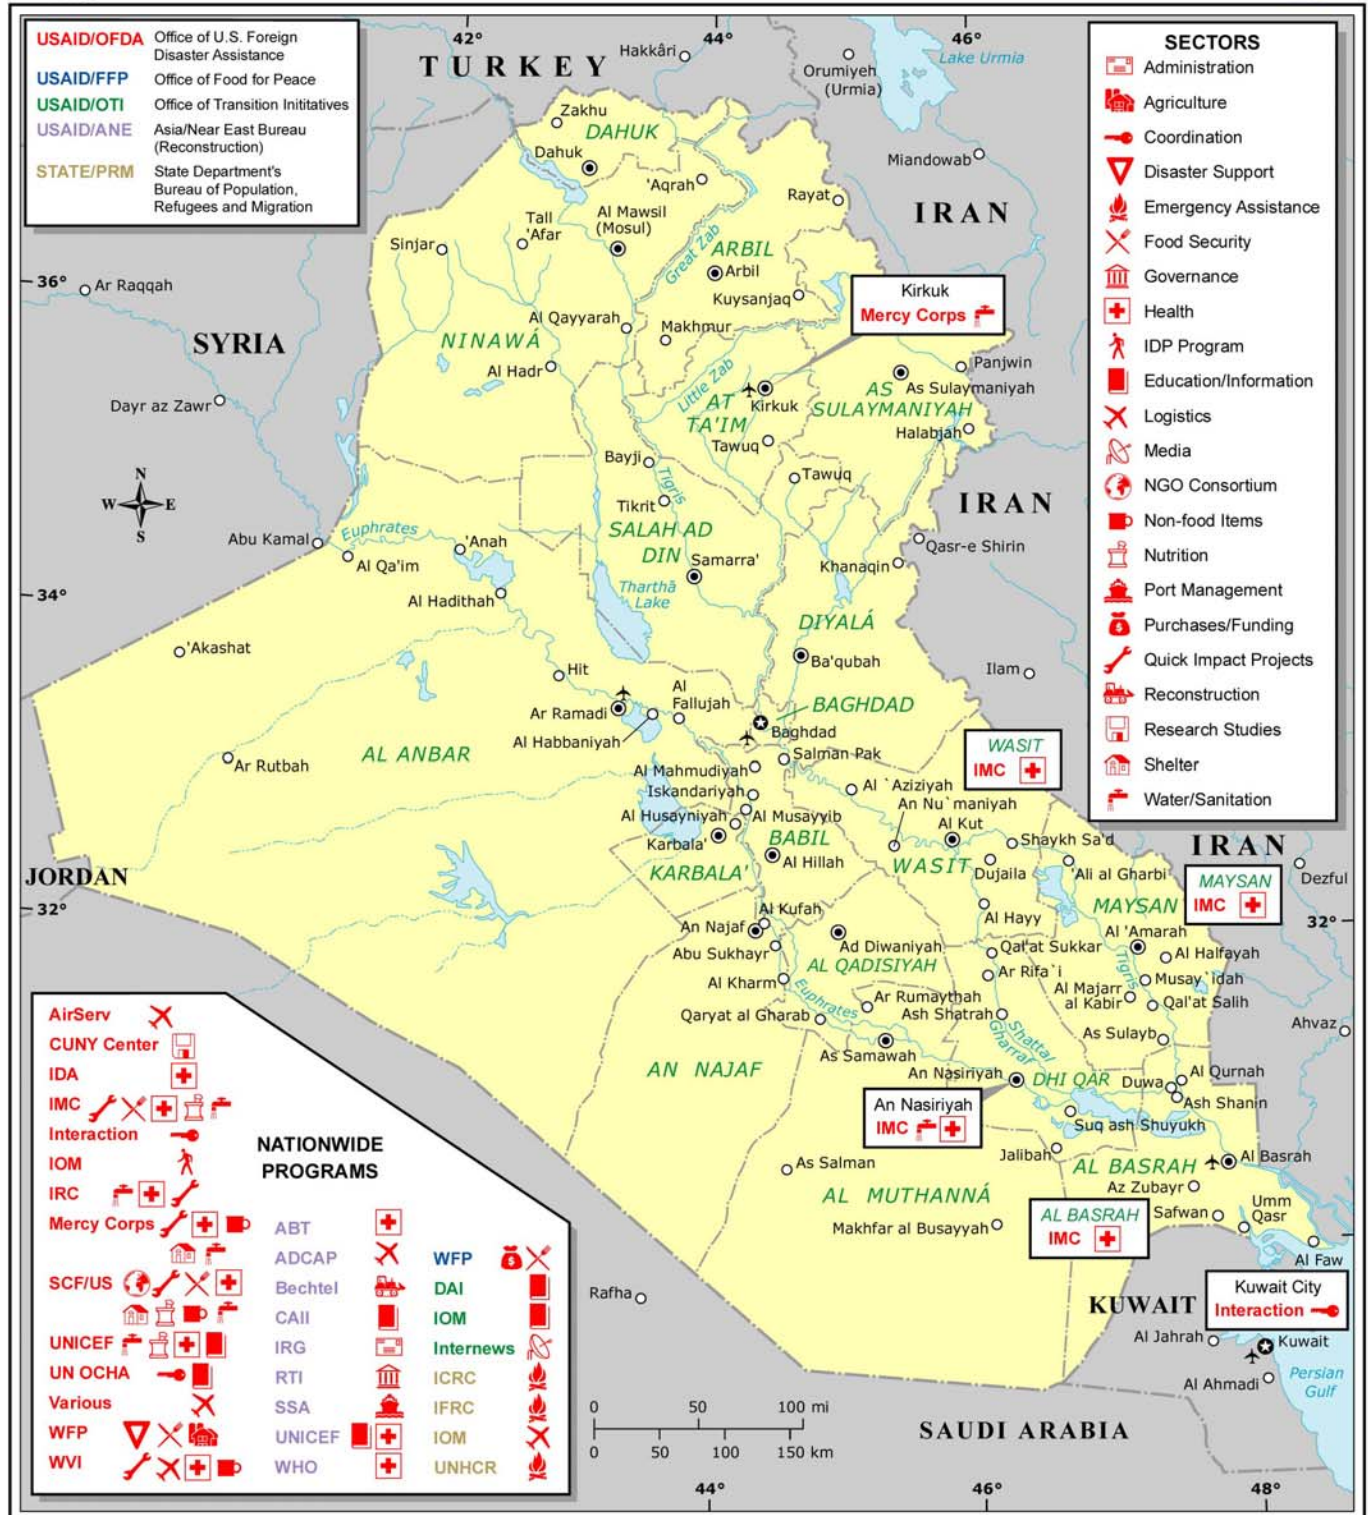 USAID/OFDA Office of U.S. Foreign
Disaster Assistance
USAID/FFP Office of Food for Peace
USAID/OTI Office of Transition Inititatives
USAID/ANE Asia/Near East Bureau
(Reconstruction)
STATE/PRM State Department's
Bureau of Population,
Refugees and Migration
42°
44°
46°
SECTORS
Administration
Agriculture
Coordination
Disaster Support
Emergency Assistance
Food Security
Governance
Health
IDP Program
Education/Information
Logistics
Media
NGO Consortium
Non-food Items
Nutrition
Port Management
Purchases/Funding
Quick Impact Projects
Reconstruction
Research Studies
Shelter
Water/Sanitation
TURKEY
Hakkâri
Orumiyeh
(Urmia)
Lake Urmia
Zakhu
DAHUK
Dahuk
Miandowab
'Aqrah
Rayat
IRAN
Tall
'Afar
Al Mawsil
(Mosul)
Sinjar
Great Zab
ARBIL
Arbil
36°
Ar Raqqah
Kuysanjaq
Kirkuk
Mercy Corps
Al Qayyarah
Makhmur
SYRIA
NINAWÁ
Al Hadr
Little Zab
Panjwin
As Sulaymaniyah
AS
SULAYMANIYAH
Dayr az Zawr
AT
TA'IM
Kirkuk
Halabjah
Tawuq
Bayji
Tigris
Tawuq
N
W E
S
Tikrit
IRAN
SALAH AD
DIN
Abu Kamal
Euphrates
'Anah
Al Qa'im
Samarra'
Qasr-e Shirin
Khanaqin
34°
Al Hadithah
Tharthā
Lake
DIYALÁ
'Akashat
Ba'qubah
Ilam
Hit
Al
Fallujah
BAGHDAD
Ar Ramadi
Baghdad
Al Habbaniyah
AL ANBAR
Salman Pak
WASIT
IMC
Ar Rutbah
Al Mahmudiyah
Iskandariyah
Al `Aziziyah
An Nu`maniyah
Al Husayniyah
Al Musayyib
Al Kut
Karbala'
BABIL
Shaykh Sa'd
IRAN
Al Hillah
WASIT
Dujaila
'Ali al Gharbi
Dezful
JORDAN
KARBALA'
MAYSAN
IMC
32°
Al Kufah
Al Hayy
MAYSAN
32°
An Najaf
Ad Diwaniyah
Al 'Amarah
Abu Sukhayr
AL QADISIYAH
Qal'at Sukkar
Al Halfayah
Al Kharm
Ar Rifa`i
Tigris
Musay`idah
Euphrates
Ar Rumaythah
Al Majarr
al Kabir
Qal'at Salih
Qaryat al Gharab
Ash Shatrah
Shattal
Gharraf
As Sulayb
Ahvaz
As Samawah
AN NAJAF
An Nasiriyah
DHI QAR
Duwa
Al Qurnah
Ash Shanin
An Nasiriyah
IMC
Suq ash Shuyukh
As Salman
Jalibah
AL BASRAH
Al Basrah
AL MUTHANNÁ
Az Zubayr
Makhfar al Busayyah
AL BASRAH
IMC
Safwan
Umm
Qasr
Al Faw
Rafha
KUWAIT
Kuwait City
Interaction
Al Jahrah
Kuwait
Al Ahmadi
Persian
Gulf
SAUDI ARABIA
0 50 100 mi
0 50 100 150 km
44°
46°
48°
NATIONWIDE
PROGRAMS
AirServ
CUNY Center
IDA
IMC
Interaction
IOM
IRC
Mercy Corps
SCF/US
UNICEF
UN OCHA
Various
WFP
WVI
ABT
ADCAP
Bechtel
CAII
IRG
RTI
SSA
UNICEF
WHO
WFP
DAI
IOM
Internews
ICRC
IFRC
IOM
UNHCR